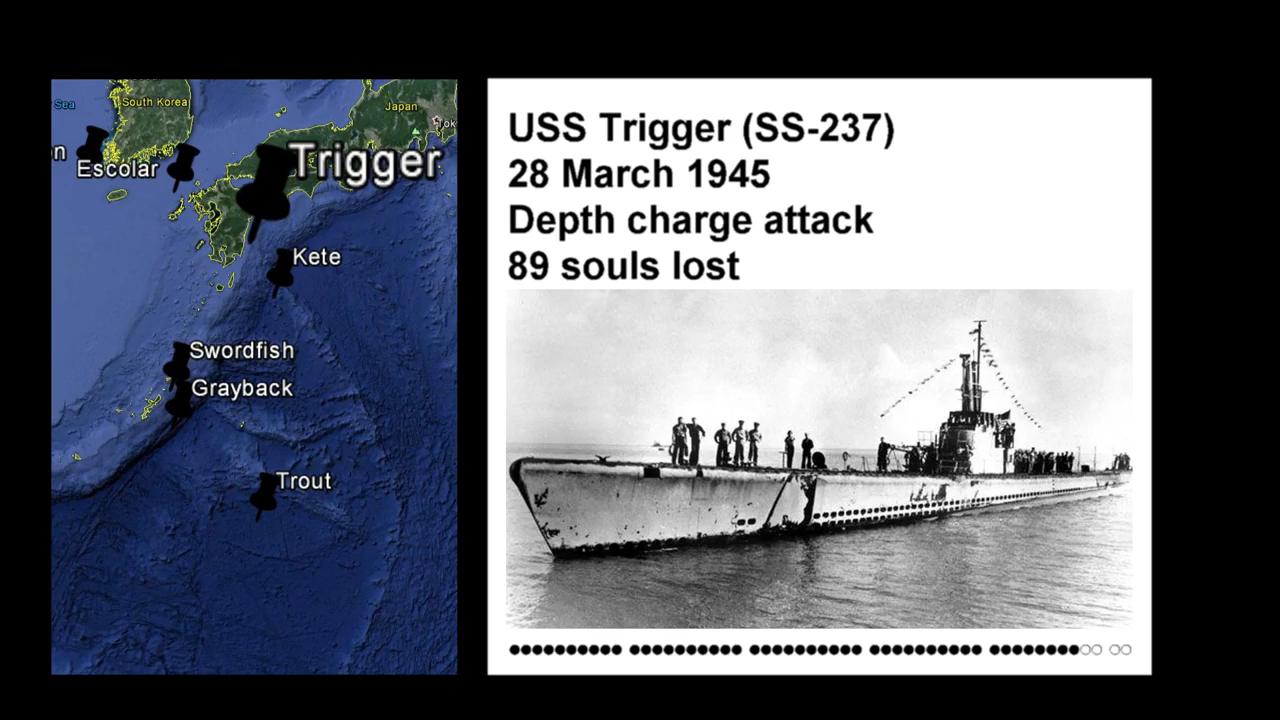 Sea
South Korea
Japan
Tok
n
Escolar
Trigger
Kete
Swordfish
Grayback
Trout
USS Trigger (SS-237)
28 March 1945
Depth charge attack
89 souls lost